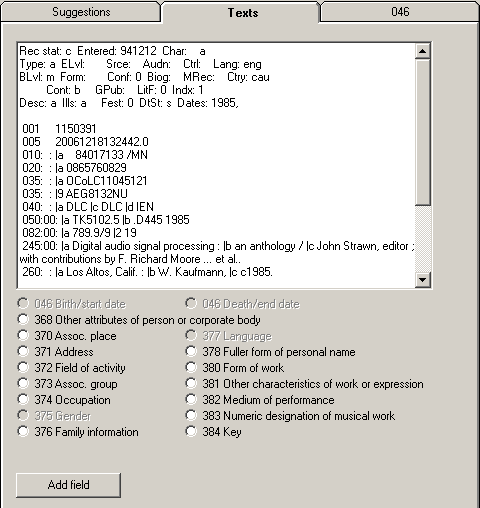 Suggestions Texts 046
Rec stat: c Entered: 941212 Char: a
Type: a ELvl: Srce: Audn: Ctrl: Lang: eng
BLvl: m Form: Conf: 0 Biog: MRec: Ctry: cau
Cont: b GPub: LitF: 0 Indx: 1
Desc: a Ills: a Fest: 0 DtSt: s Dates: 1985,
001 1150391
005 20061218132442.0
010: : |a 84017133 /MN
020: : |a 0865760829
035: : |a OCoLC11045121
035: : |9 AEG8132NU
040: : |a DLC |c DLC |d IEN
050:00: |a TK5102.5 |b .D445 1985
082:00: |a 789.9/9 |2 19
245:00: |a Digital audio signal processing : |b an anthology / |c John Strawn, editor ;
with contributions by F. Richard Moore ... et al..
260: : |a Los Altos, Calif. : |b W. Kaufmann, |c c1985.
046 Birth/start date 046 Death/end date
368 Other attributes of person or corporate body
370 Assoc. place 377 Language
371 Address 378 Fuller form of personal name
372 Field of activity 380 Form of work
373 Assoc. group 381 Other characteristics of work or expression
374 Occupation 382 Medium of performance
375 Gender 383 Numeric designation of musical work
376 Family information 384 Key
Add field